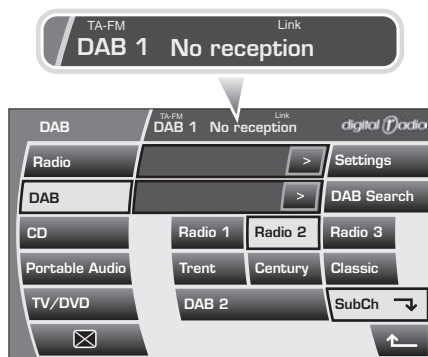 TA-FM Link
DAB 1 No reception
DAB
TA-FM Link
DAB 1 No reception
digital radio
Radio > Settings
DAB > DAB Search
CD Radio 1 Radio 2 Radio 3
Portable Audio Trent Century Classic
TV/DVD DAB 2 SubCh